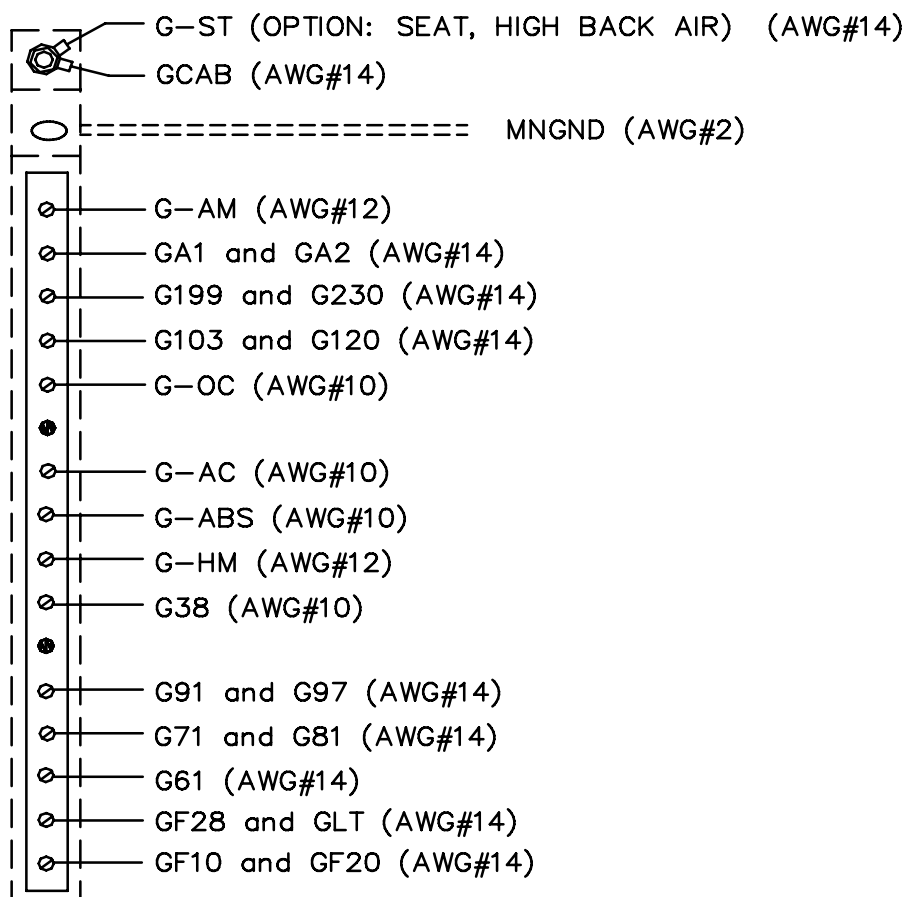 G-ST (OPTION: SEAT, HIGH BACK AIR) (AWG#14)
GCAB (AWG#14)
MNGND (AWG#2)
G-AM (AWG#12)
GA1 and GA2 (AWG#14)
G199 and G230 (AWG#14)
G103 and G120 (AWG#14)
G-OC (AWG#10)
G-AC (AWG#10)
G-ABS (AWG#10)
G-HM (AWG#12)
G38 (AWG#10)
G91 and G97 (AWG#14)
G71 and G81 (AWG#14)
G61 (AWG#14)
GF28 and GLT (AWG#14)
GF10 and GF20 (AWG#14)